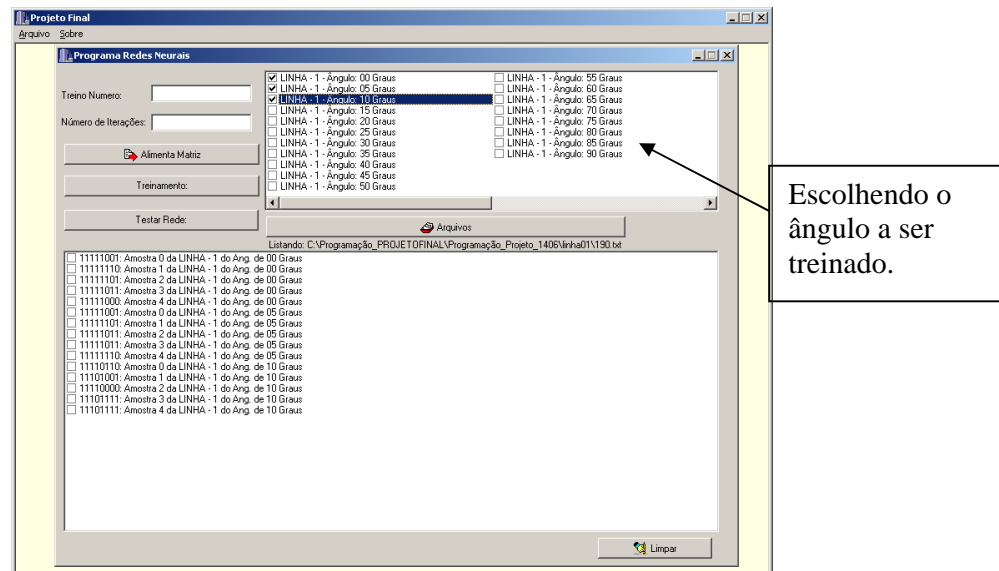 Projeto Final
Arquivo Sobre
Programa Redes Neurais
Treino Numero:
Número de Iterações:
Alimenta Matriz
Treinamento:
Testar Rede:
LINHA - 1 - Ângulo: 00 Graus
LINHA - 1 - Ângulo: 05 Graus
LINHA - 1 - Ângulo: 10 Graus
LINHA - 1 - Ângulo: 15 Graus
LINHA - 1 - Ângulo: 20 Graus
LINHA - 1 - Ângulo: 25 Graus
LINHA - 1 - Ângulo: 30 Graus
LINHA - 1 - Ângulo: 35 Graus
LINHA - 1 - Ângulo: 40 Graus
LINHA - 1 - Ângulo: 45 Graus
LINHA - 1 - Ângulo: 50 Graus
LINHA - 1 - Ângulo: 55 Graus
LINHA - 1 - Ângulo: 60 Graus
LINHA - 1 - Ângulo: 65 Graus
LINHA - 1 - Ângulo: 70 Graus
LINHA - 1 - Ângulo: 75 Graus
LINHA - 1 - Ângulo: 80 Graus
LINHA - 1 - Ângulo: 85 Graus
LINHA - 1 - Ângulo: 90 Graus
Escolhendo o
ângulo a ser
treinado.
Arquivos
Listando: C:\Programação_PROJETOFINAL\Programação_Projeto_1406\linha01\190.txt
11111001: Amostra 0 da LINHA - 1 do Ang. de 00 Graus
11111110: Amostra 1 da LINHA - 1 do Ang. de 00 Graus
11111101: Amostra 2 da LINHA - 1 do Ang. de 00 Graus
11111011: Amostra 3 da LINHA - 1 do Ang. de 00 Graus
11111000: Amostra 4 da LINHA - 1 do Ang. de 00 Graus
11111001: Amostra 0 da LINHA - 1 do Ang. de 05 Graus
11111101: Amostra 1 da LINHA - 1 do Ang. de 05 Graus
11111011: Amostra 2 da LINHA - 1 do Ang. de 05 Graus
11111011: Amostra 3 da LINHA - 1 do Ang. de 05 Graus
11111110: Amostra 4 da LINHA - 1 do Ang. de 05 Graus
11110110: Amostra 0 da LINHA - 1 do Ang. de 10 Graus
11101001: Amostra 1 da LINHA - 1 do Ang. de 10 Graus
11110000: Amostra 2 da LINHA - 1 do Ang. de 10 Graus
11101111: Amostra 3 da LINHA - 1 do Ang. de 10 Graus
11101111: Amostra 4 da LINHA - 1 do Ang. de 10 Graus
Limpar